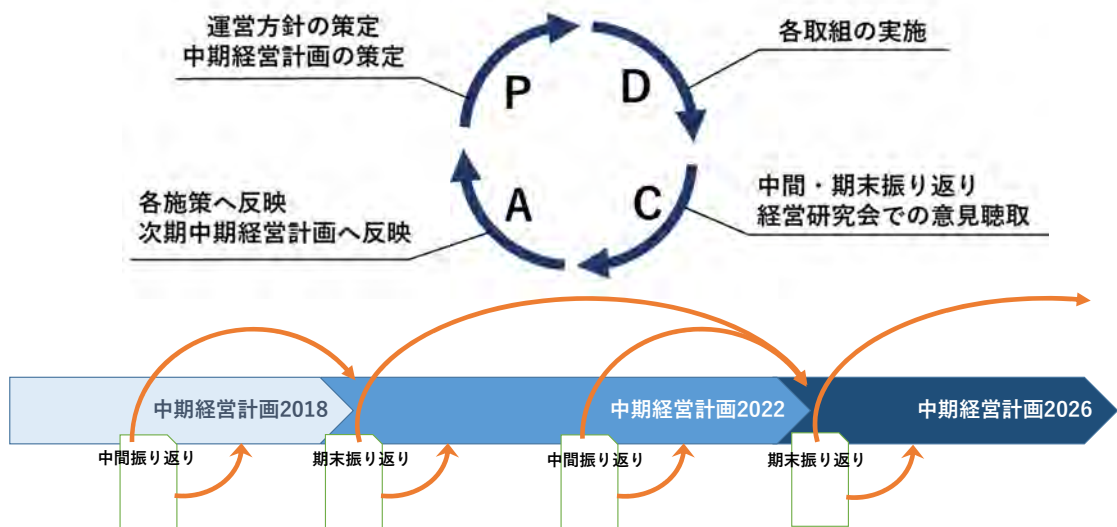 運営方針の策定
中期経営計画の策定
各取組の実施
P
D
A
C
各施策へ反映
次期中期経営計画へ反映
中間・期末振り返り
経営研究会での意見聴取
中期経営計画2018
中期経営計画2022
中期経営計画2026
中間振り返り
期末振り返り
中間振り返り
期末振り返り